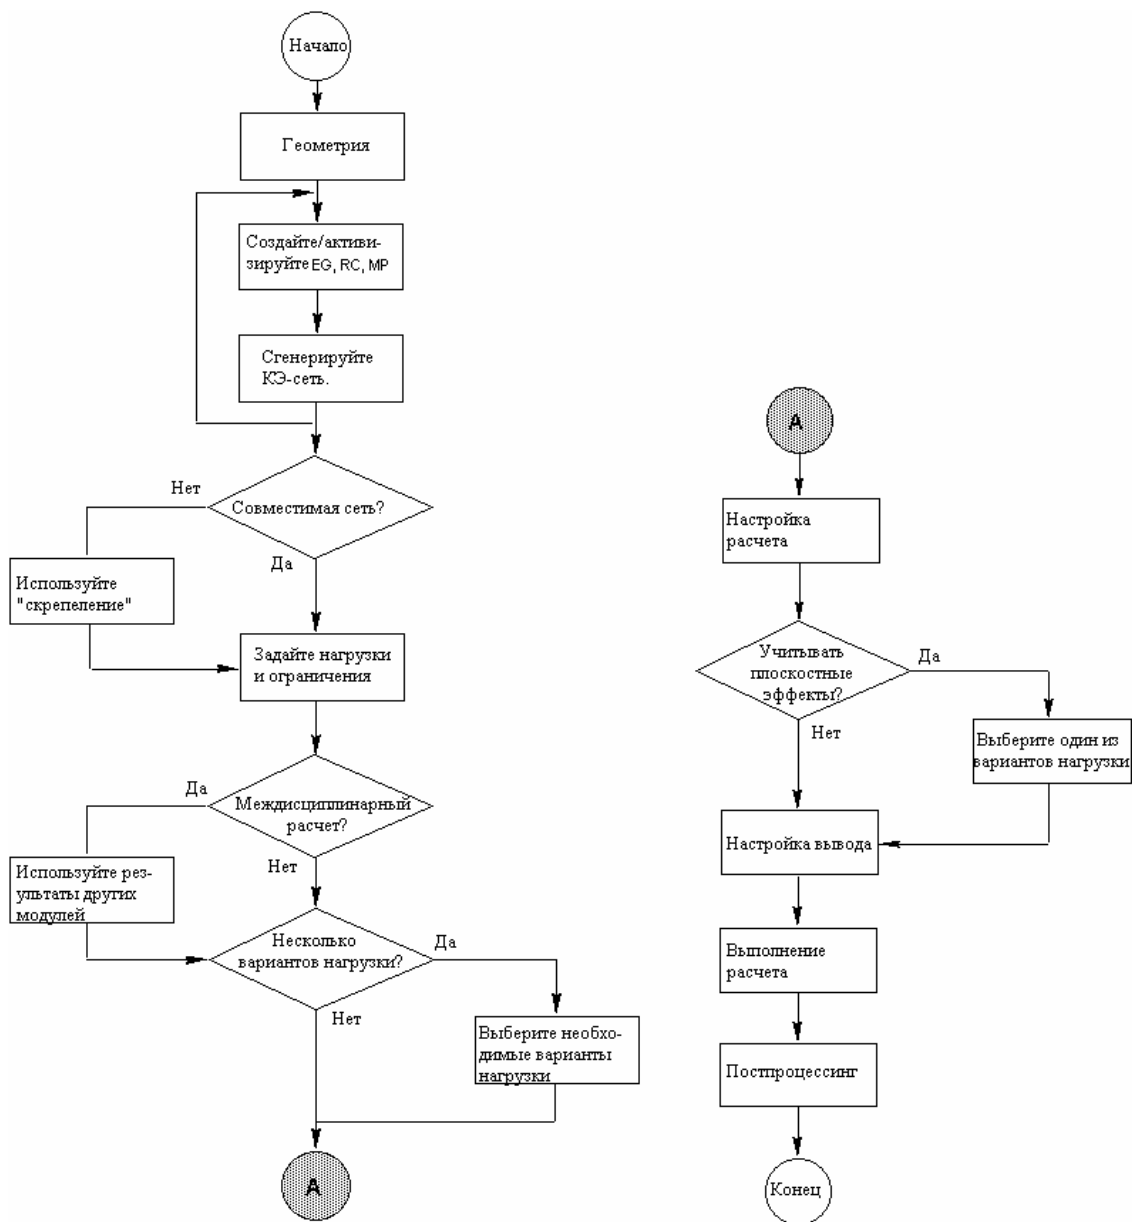 Начало
Геометрия
Создайте/активи-
зируйте EG, RC, MP
Сгенерируйте
КЭ-сеть.
Нет
Совместимая сеть?
Да
Используйте
"скрепеление"
Задайте нагрузки
и ограничения
Да
Междисциплинарный
расчет?
Нет
Используйте рез-
ультаты других
модулей
Несколько
вариантов нагрузки?
Да
Нет
Выберите необхо-
димые варианты
нагрузки
А
А
Настройка
расчета
Учитывать
плоскостные
эффекты?
Да
Нет
Выберите один из
вариантов нагрузки
Настройка вывода
Выполнение
расчета
Постпроцессинг
Конец